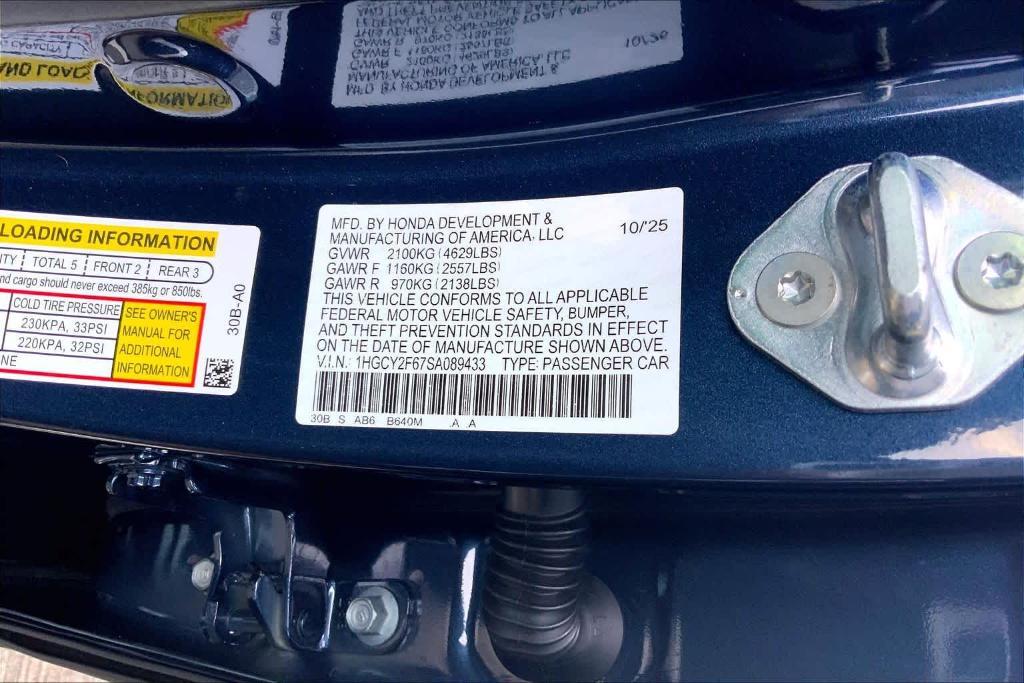 LOADING INFORMATION
ITY TOTAL 5 FRONT 2 REAR 3
nd cargo should never exceed 385kg or 850lbs.
COLD TIRE PRESSURE
230KPA, 33PSI
220KPA, 32PSI
NE
SEE OWNER'S
MANUAL FOR
ADDITIONAL
INFORMATION
30B-A0
MFD. BY HONDA DEVELOPMENT &
MANUFACTURING OF AMERICA, LLC
10/'25
GVWR 2100KG (4629LBS)
GAWR F 1160KG (2557LBS)
GAWR R 970KG (2138LBS)
THIS VEHICLE CONFORMS TO ALL APPLICABLE
FEDERAL MOTOR VEHICLE SAFETY, BUMPER,
AND THEFT PREVENTION STANDARDS IN EFFECT
ON THE DATE OF MANUFACTURE SHOWN ABOVE.
V.I.N.: 1HGCY2F67SA089433 TYPE: PASSENGER CAR
30B S AB6 B640M .A .A